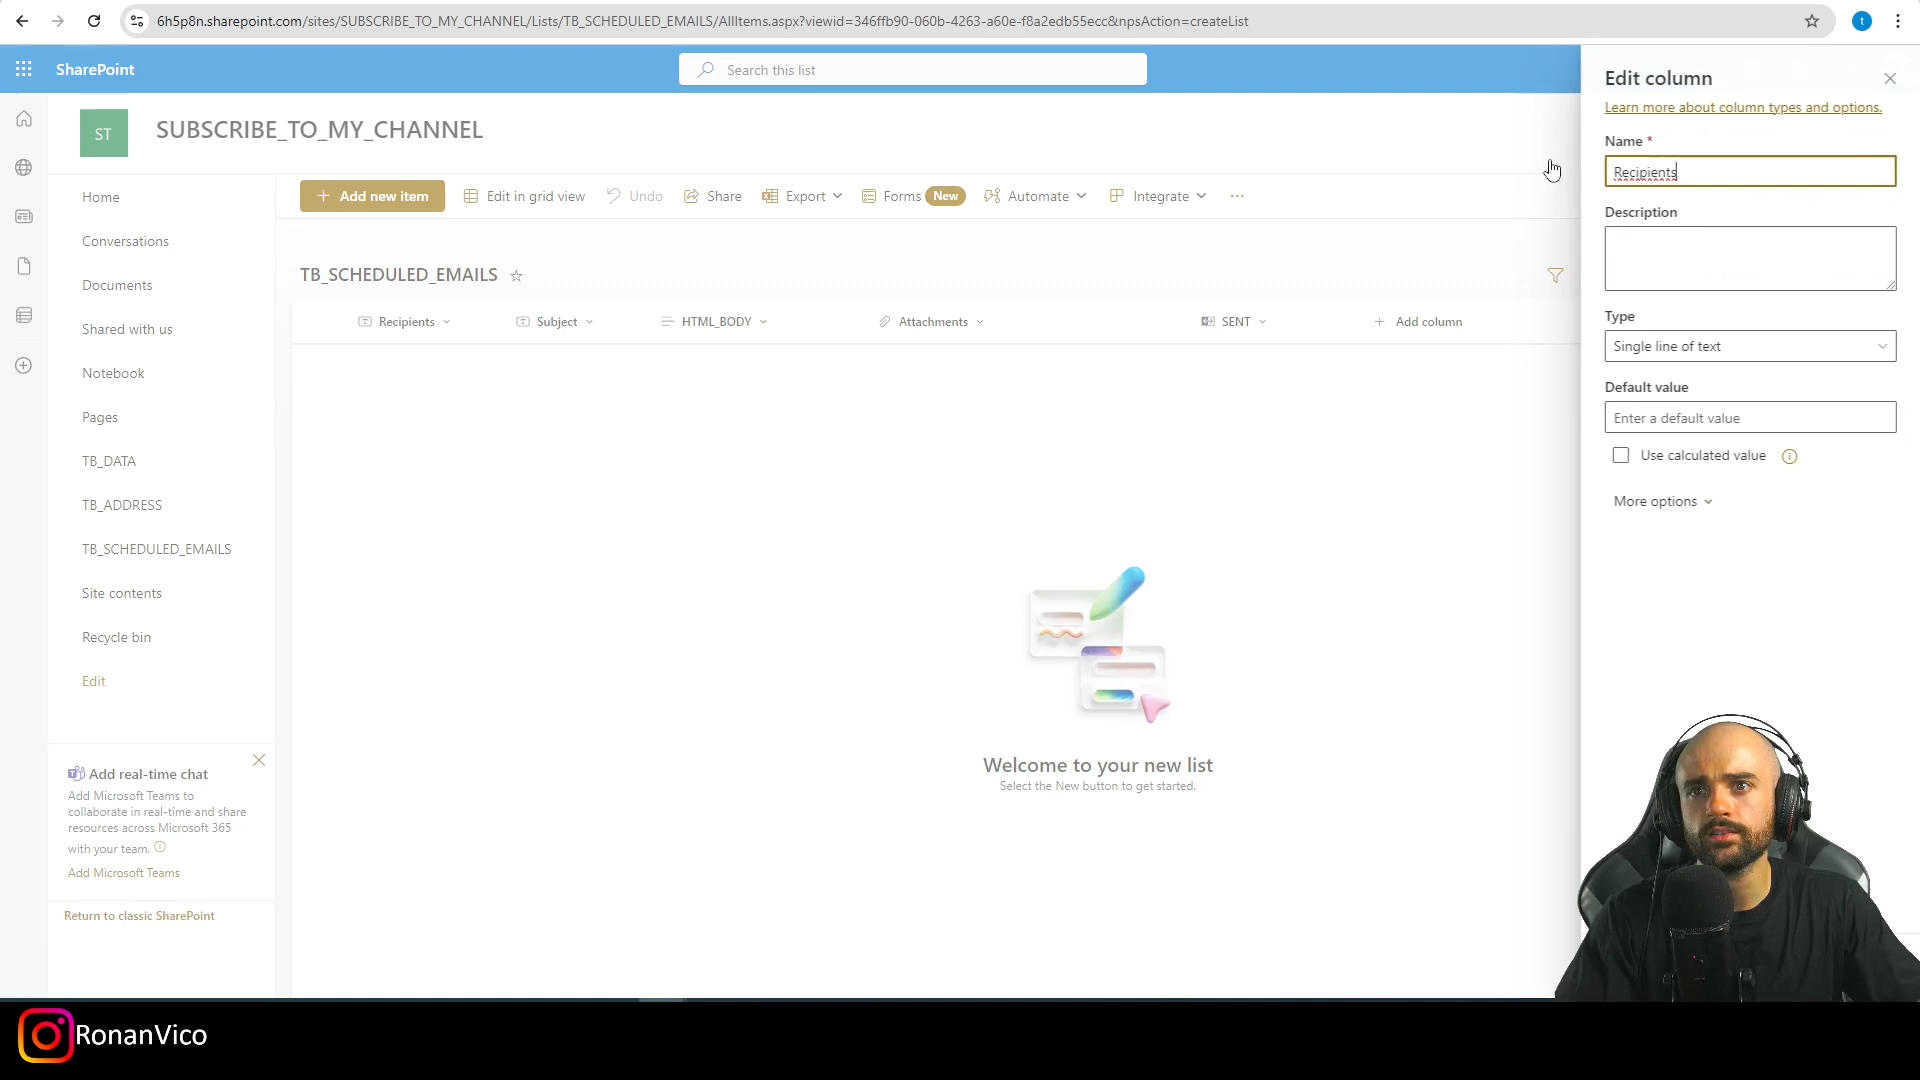 6h5p8n.sharepoint.com/sites/SUBSCRIBE_TO_MY_CHANNEL/Lists/TB_SCHEDULED_EMAILS/AllItems.aspx?viewid=346ffb90-060b-4263-a60e-f8a2edb55ecc&npsAction=createList
t
SharePoint
Search this list
ST
SUBSCRIBE_TO_MY_CHANNEL
Home
Conversations
Documents
Shared with us
Notebook
Pages
TB_DATA
TB_ADDRESS
TB_SCHEDULED_EMAILS
Site contents
Recycle bin
Edit
Add real-time chat
Add Microsoft Teams to
collaborate in real-time and share
resources across Microsoft 365
with your team.
Add Microsoft Teams
Return to classic SharePoint
Add new item
Edit in grid view
Undo
Share
Export
Forms New
Automate
Integrate
TB_SCHEDULED_EMAILS
Recipients
Subject
HTML_BODY
Attachments
SENT
Add column
Welcome to your new list
Select the New button to get started.
Edit column
Learn more about column types and options.
Name *
Recipients
Description
Type
Single line of text
Default value
Enter a default value
Use calculated value
More options
RonanVico